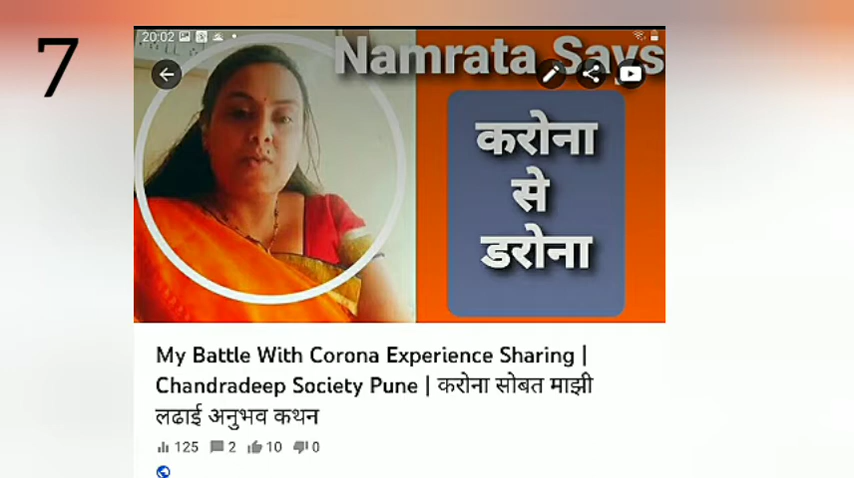 7
20:02
Namrata Says
करोना
से
डरोना
My Battle With Corona Experience Sharing |
Chandradeep Society Pune | करोना सोबत माझी
लढाई अनुभव कथन
125 2 10 0